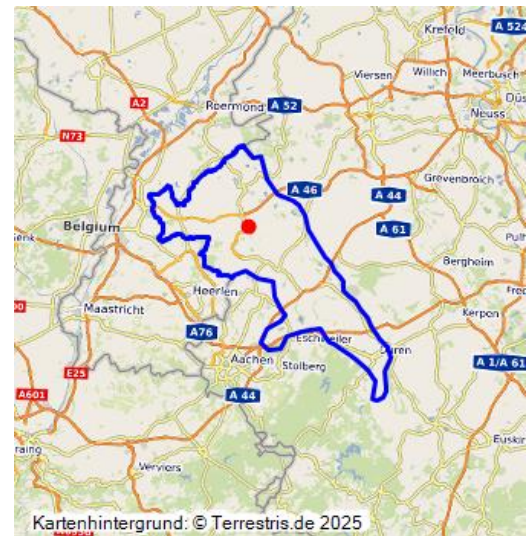 Krefeld
A 524
Viersen
Willich
Meerbusch
A2
Roermond
A 52
Neuss
N73
A 46
A 44
Grevenbroich
Belgium
A 61
Bergheim
Heerlen
Maastricht
Kerpen
A76
Eschweiler
Düren
Aachen
Stolberg
A 1/A 61
E25
A 44
A601
Verviers
Kartenhintergrund: © Terrestris.de 2025